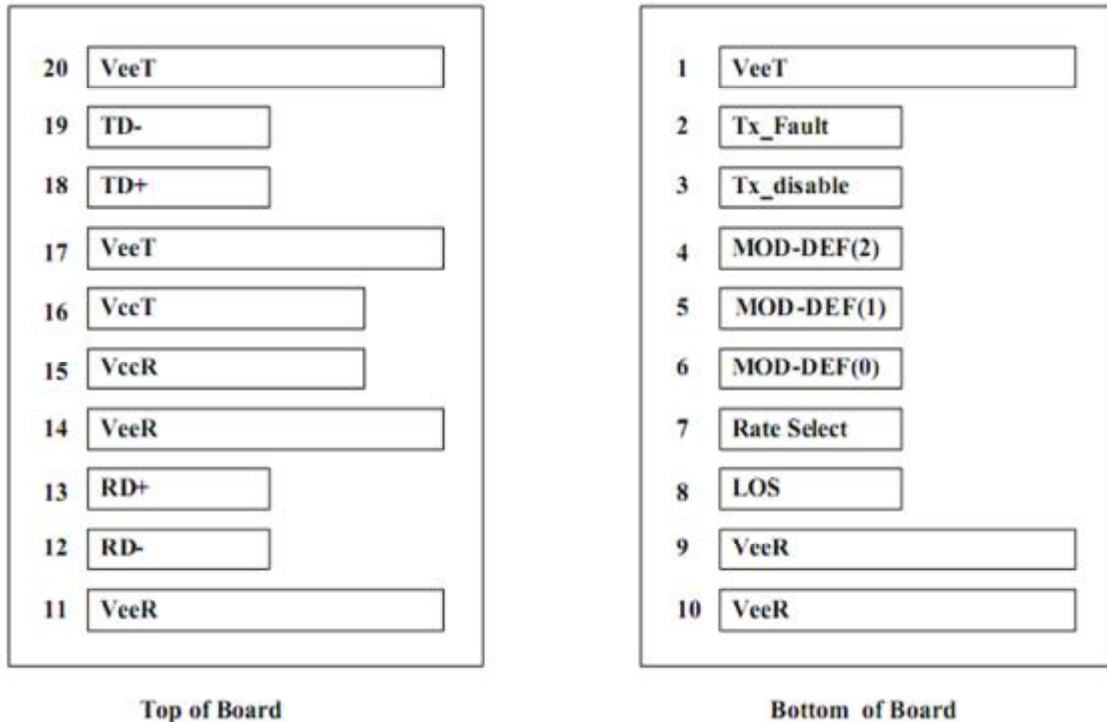 20 VeeT
19 TD-
18 TD+
17 VeeT
16 VccT
15 VccR
14 VeeR
13 RD+
12 RD-
11 VeeR
Top of Board
1 VeeT
2 Tx_Fault
3 Tx_disable
4 MOD-DEF(2)
5 MOD-DEF(1)
6 MOD-DEF(0)
7 Rate Select
8 LOS
9 VeeR
10 VeeR
Bottom of Board